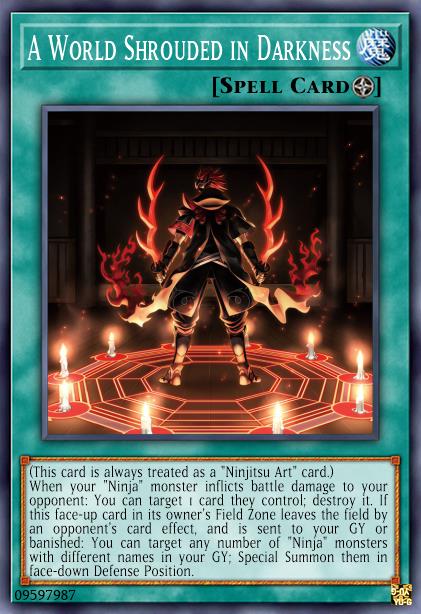 A World Shrouded in Darkness 魔
[Spell Card]
(This card is always treated as a "Ninjitsu Art" card.)
When your "Ninja" monster inflicts battle damage to your
opponent: You can target 1 card they control; destroy it. If
this face-up card in its owner's Field Zone leaves the field by
an opponent's card effect, and is sent to your GY or
banished: You can target any number of "Ninja" monsters
with different names in your GY; Special Summon them in
face-down Defense Position.
09597987